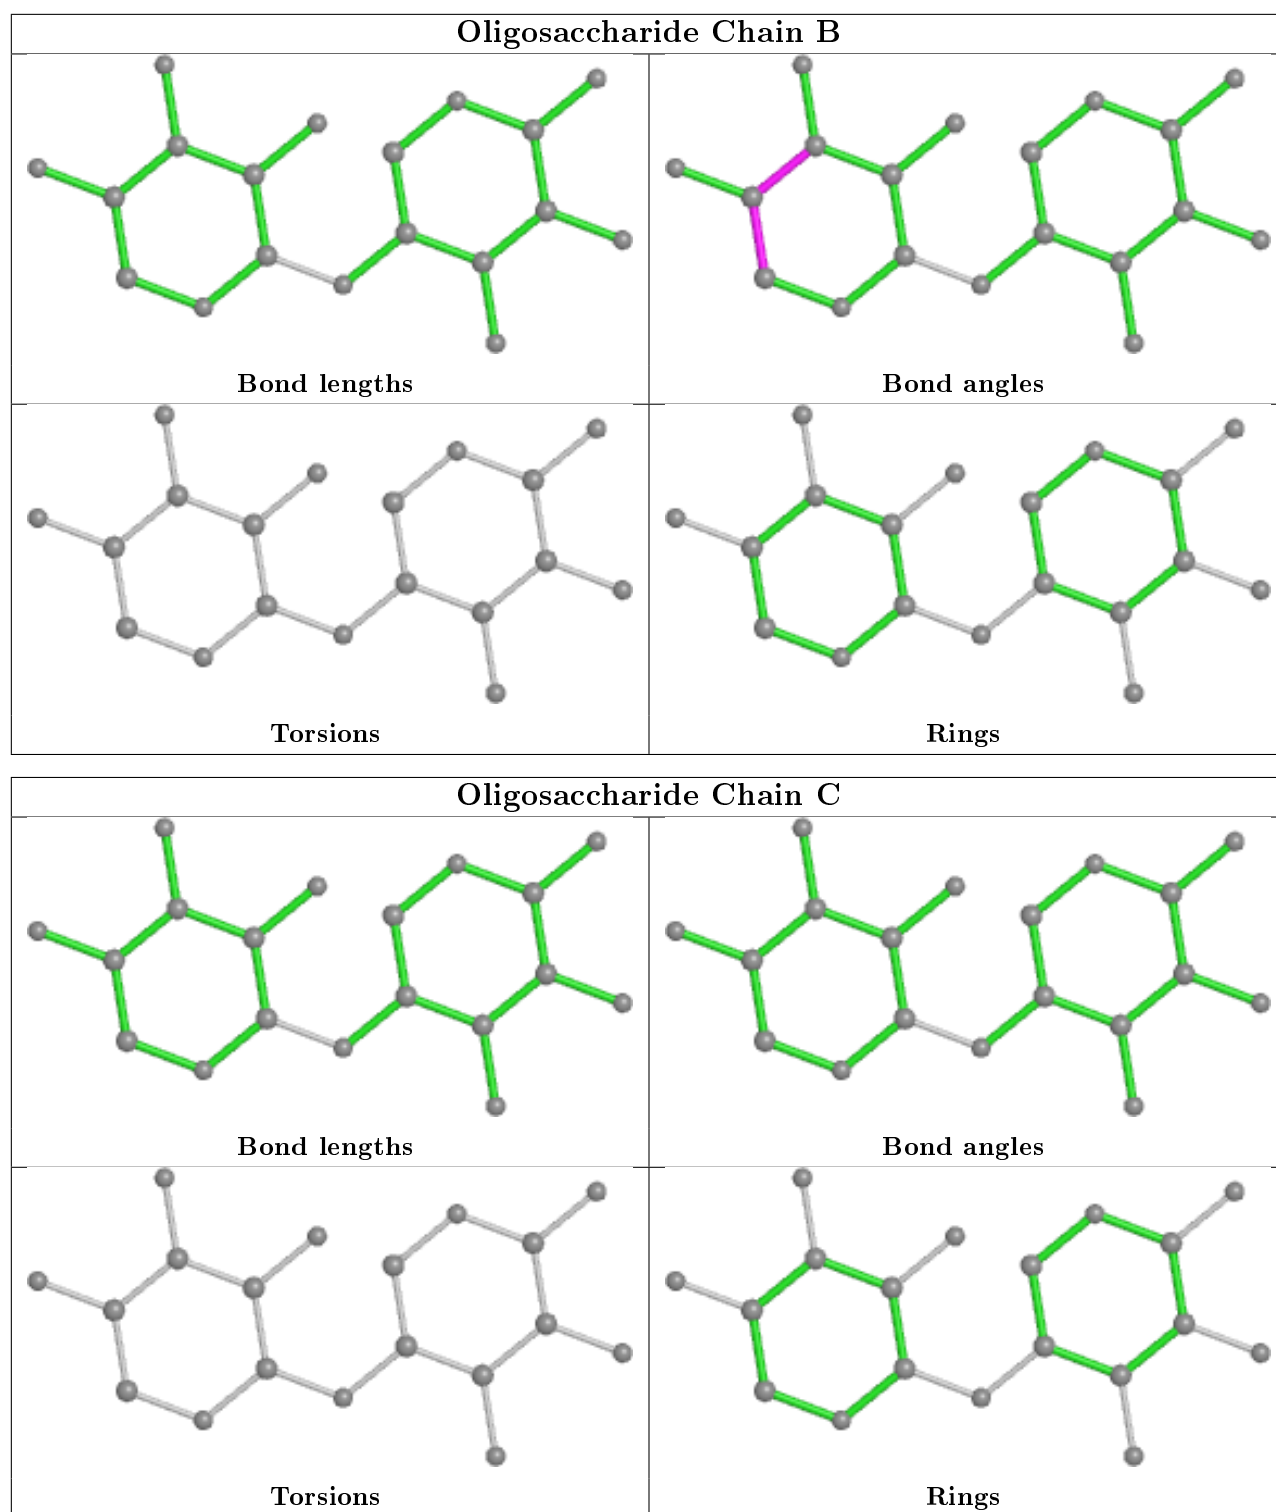 Oligosaccharide Chain B
Bond lengths
Bond angles
Torsions
Rings
Oligosaccharide Chain C
Bond lengths
Bond angles
Torsions
Rings